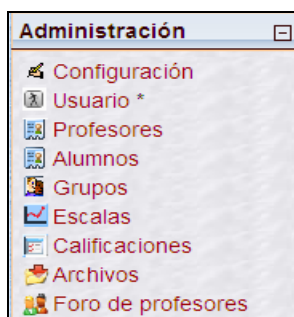 Administración
Configuración
Usuario *
Profesores
Alumnos
Grupos
Escalas
Calificaciones
Archivos
Foro de profesores